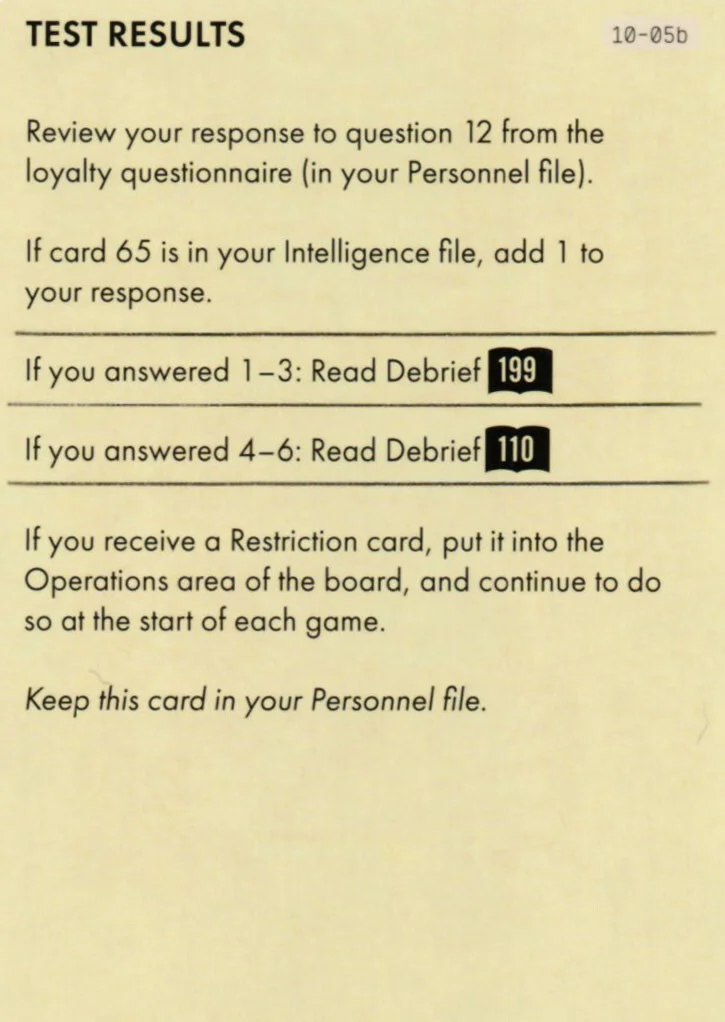 TEST RESULTS
10-05b
Review your response to question 12 from the
loyalty questionnaire (in your Personnel file).
If card 65 is in your Intelligence file, add 1 to
your response.
If you answered 1–3: Read Debrief 199
If you answered 4–6: Read Debrief 110
If you receive a Restriction card, put it into the
Operations area of the board, and continue to do
so at the start of each game.
Keep this card in your Personnel file.